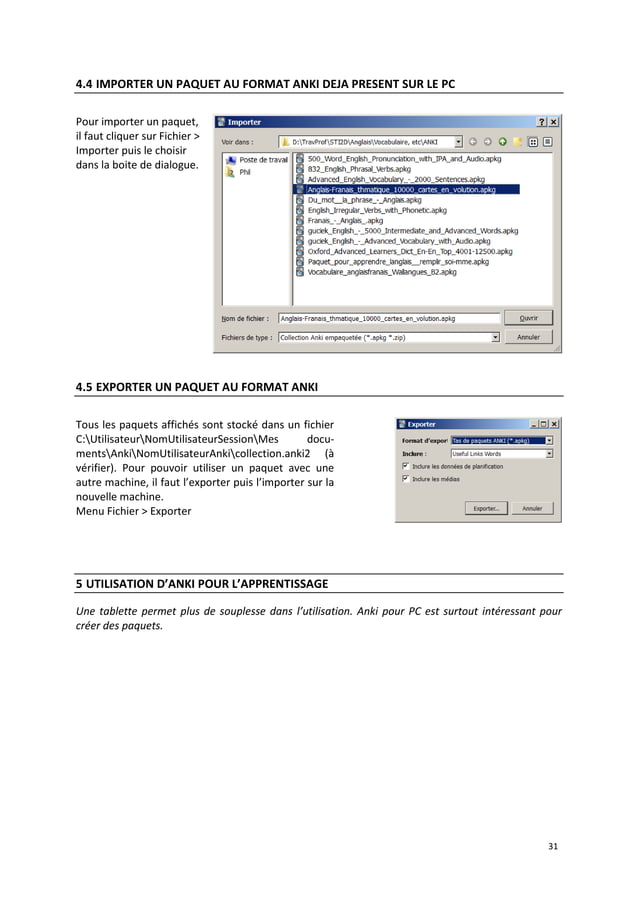 4.4 IMPORTER UN PAQUET AU FORMAT ANKI DEJA PRESENT SUR LE PC
Pour importer un paquet,
il faut cliquer sur Fichier >
Importer puis le choisir
dans la boite de dialogue.
Importer
Voir dans :
D:\TravProf\STI2D\Anglais\Vocabulaire, etc\ANKI
Poste de travail
Phil
500_Word_English_Pronunciation_with_IPA_and_Audio.apkg
832_English_Phrasal_Verbs.apkg
Advanced_English_Vocabulary_-_2000_Sentences.apkg
Anglais-Franais_thmatique_10000_cartes_en_volution.apkg
Du_mot__la_phrase_-_Anglais.apkg
English_Irregular_Verbs_with_Phonetic.apkg
Franais_-_Anglais_.apkg
guciek_English_-_5000_Intermediate_and_Advanced_Words.apkg
guciek_English_-_Advanced_Vocabulary_with_Audio.apkg
Oxford_Advanced_Learners_Dict_En-En_Top_4001-12500.apkg
Paquet_pour_apprendre_langlais__remplir_soi-mme.apkg
Vocabulaire_anglaisfranais_Wallangues_B2.apkg
Nom de fichier :
Anglais-Franais_thmatique_10000_cartes_en_volution.apkg
Ouvrir
Fichiers de type :
Collection Anki empaquetée (*.apkg *.zip)
Annuler
4.5 EXPORTER UN PAQUET AU FORMAT ANKI
Tous les paquets affichés sont stocké dans un fichier
C:\Utilisateur\NomUtilisateurSession\Mes docu-
ments\Anki\NomUtilisateurAnki\collection.anki2 (à
vérifier). Pour pouvoir utiliser un paquet avec une
autre machine, il faut l’exporter puis l’importer sur la
nouvelle machine.
Menu Fichier > Exporter
Exporter
Format d'expor
Tas de paquets ANKI (*.apkg)
Inclure :
Useful Links Words
Inclure les données de planification
Inclure les médias
Exporter...
Annuler
5 UTILISATION D’ANKI POUR L’APPRENTISSAGE
Une tablette permet plus de souplesse dans l’utilisation. Anki pour PC est surtout intéressant pour
créer des paquets.
31